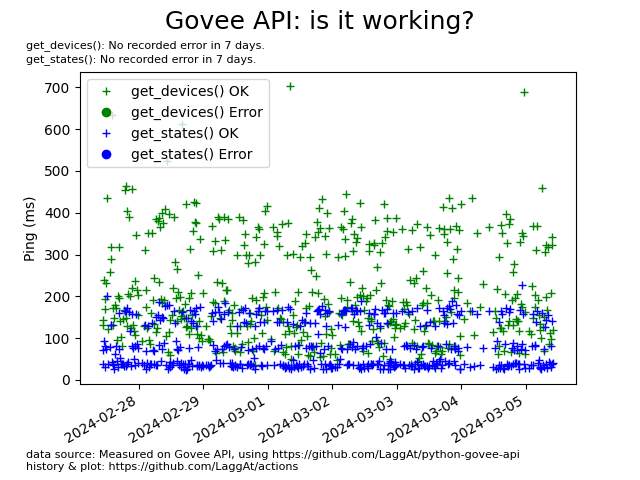 Govee API: is it working?
get_devices(): No recorded error in 7 days.
get_states(): No recorded error in 7 days.
get_devices() OK
get_devices() Error
get_states() OK
get_states() Error
Ping (ms)
700
600
500
400
300
200
100
0
2024-02-28
2024-02-29
2024-03-01
2024-03-02
2024-03-03
2024-03-04
2024-03-05
data source: Measured on Govee API, using https://github.com/LaggAt/python-govee-api
history & plot: https://github.com/LaggAt/actions